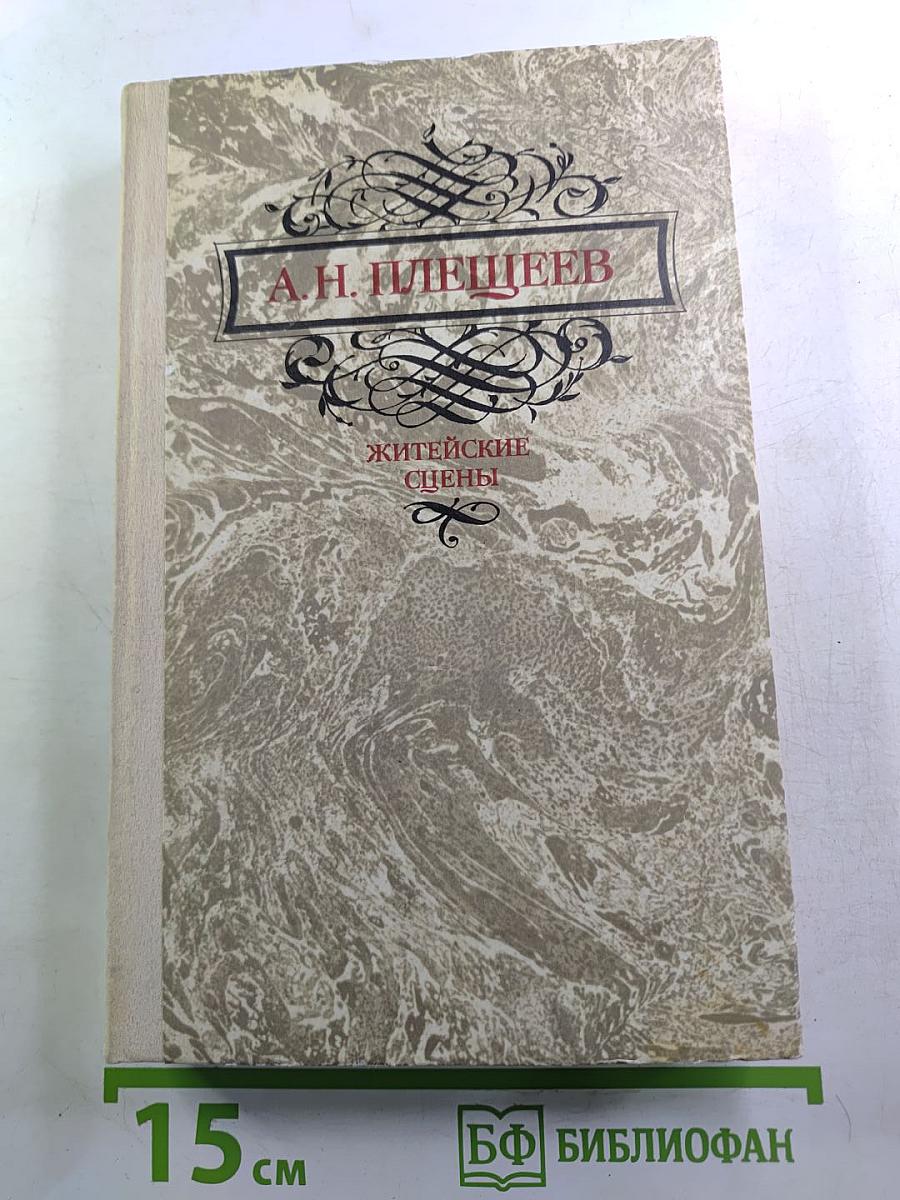 А. Н. ПЛЕЩЕЕВ
ЖИТЕЙСКИЕ
СЦЕНЫ
15 см
БФ БИБЛИОФАН